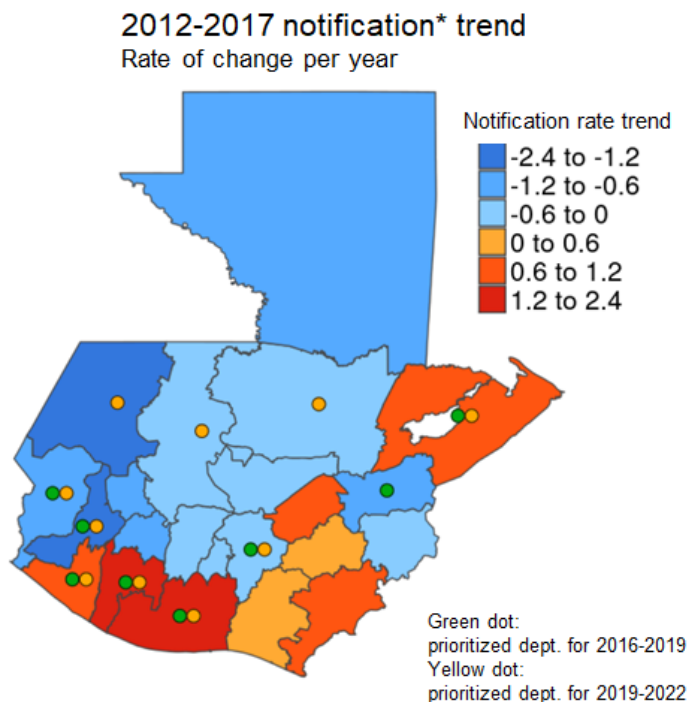 2012-2017 notification* trend
Rate of change per year
Notification rate trend
-2.4 to -1.2
-1.2 to -0.6
-0.6 to 0
0 to 0.6
0.6 to 1.2
1.2 to 2.4
Green dot:
prioritized dept. for 2016-2019
Yellow dot:
prioritized dept. for 2019-2022